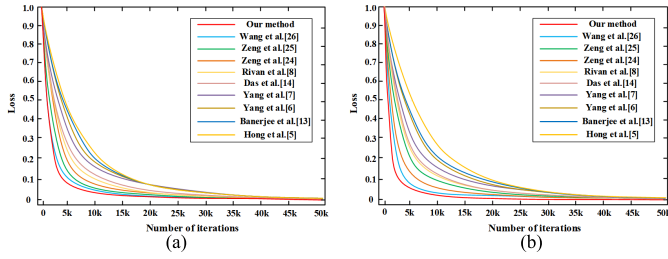 1.0
0.9
0.8
0.7
0.6
0.5
0.4
0.3
0.2
0.1
0
Loss
0 5k 10k 15k 20k 25k 30k 35k 40k 45k 50k
Number of iterations
Our method
Wang et al.[26]
Zeng et al.[25]
Zeng et al.[24]
Rivan et al.[8]
Das et al.[14]
Yang et al.[7]
Yang et al.[6]
Banerjee et al.[13]
Hong et al.[5]
(a)
1.0
0.9
0.8
0.7
0.6
0.5
0.4
0.3
0.2
0.1
0
Loss
0 5k 10k 15k 20k 25k 30k 35k 40k 45k 50k
Number of iterations
Our method
Wang et al.[26]
Zeng et al.[25]
Zeng et al.[24]
Rivan et al.[8]
Das et al.[14]
Yang et al.[7]
Yang et al.[6]
Banerjee et al.[13]
Hong et al.[5]
(b)